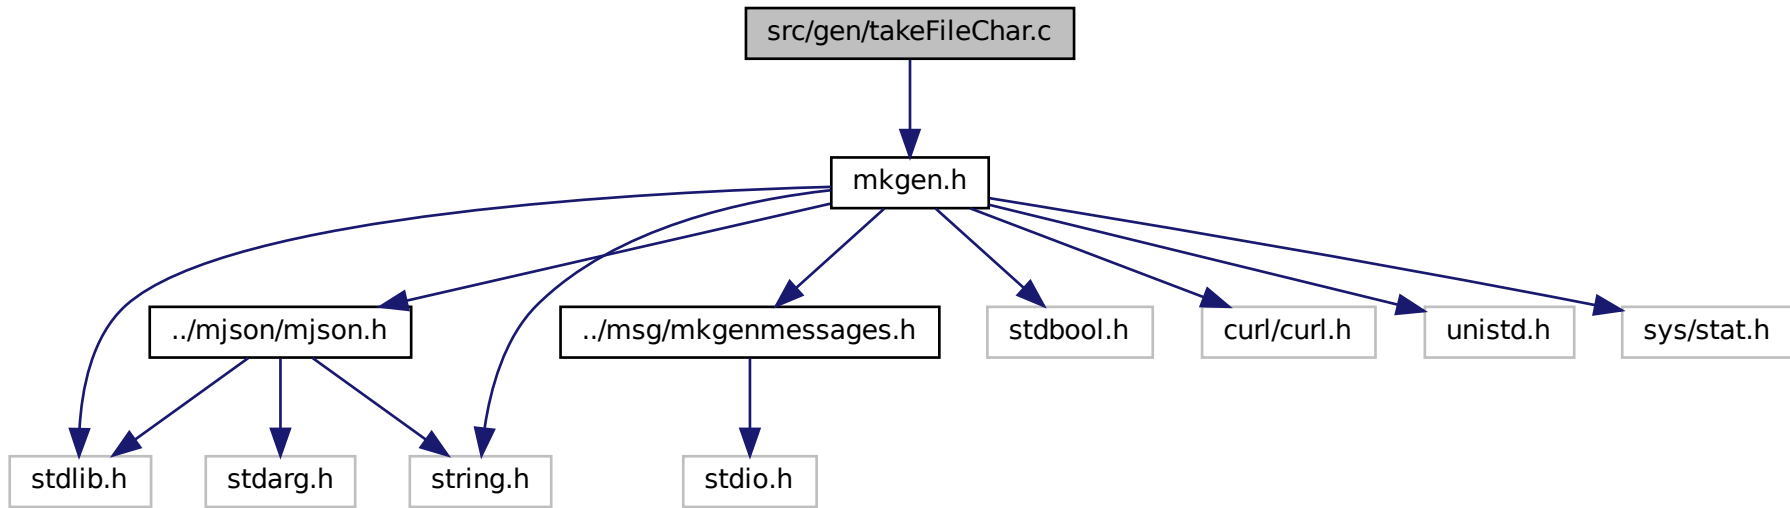 src/gen/takeFileChar.c
mkgen.h
../mjson/mjson.h
../msg/mkgenmessages.h
stdbool.h
curl/curl.h
unistd.h
sys/stat.h
stdlib.h
stdarg.h
string.h
stdio.h